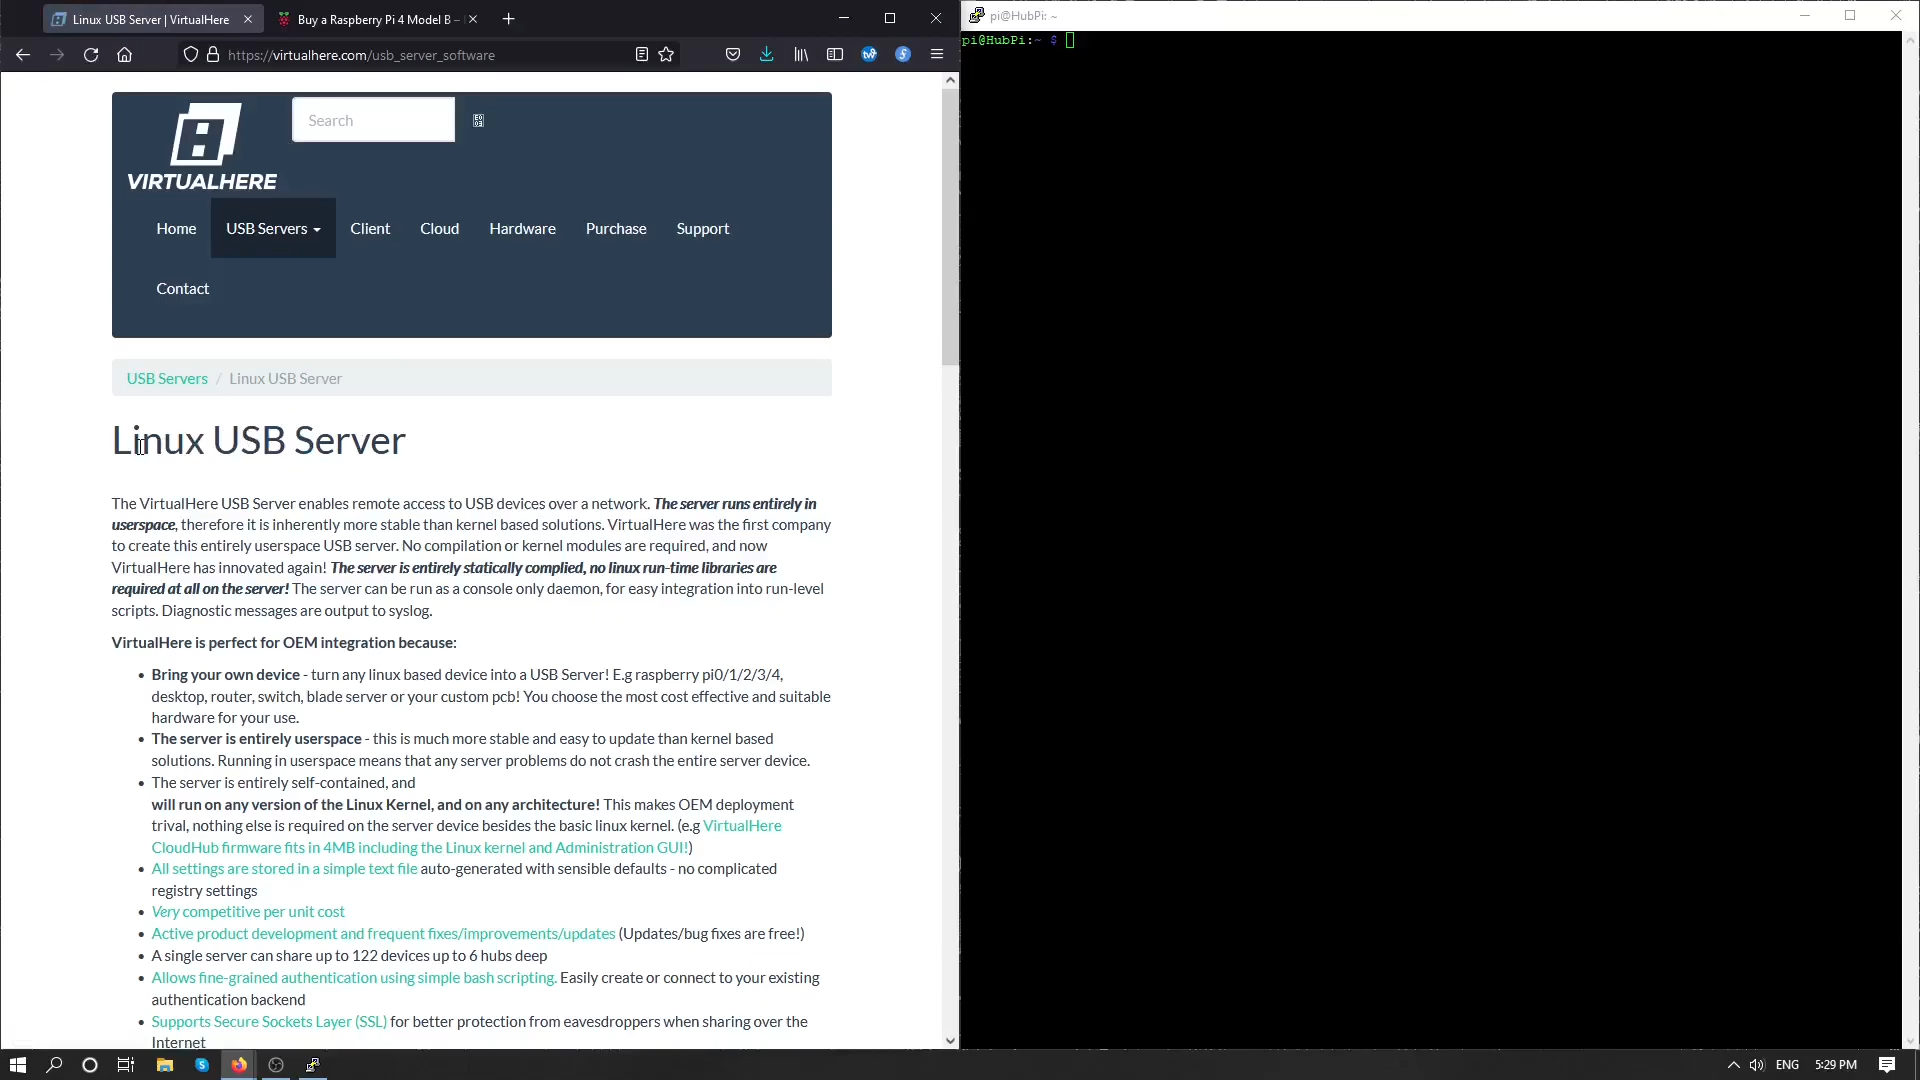 Linux USB Server | VirtualHere
Buy a Raspberry Pi 4 Model B –
https://virtualhere.com/usb_server_software
pi@HubPi: ~
pi@HubPi:~ $
VIRTUALHERE
Search
Home
USB Servers
Client
Cloud
Hardware
Purchase
Support
Contact
USB Servers / Linux USB Server
Linux USB Server
The VirtualHere USB Server enables remote access to USB devices over a network. The server runs entirely in
userspace, therefore it is inherently more stable than kernel based solutions. VirtualHere was the first company
to create this entirely userspace USB server. No compilation or kernel modules are required, and now
VirtualHere has innovated again! The server is entirely statically complied, no linux run-time libraries are
required at all on the server! The server can be run as a console only daemon, for easy integration into run-level
scripts. Diagnostic messages are output to syslog.
VirtualHere is perfect for OEM integration because:
• Bring your own device - turn any linux based device into a USB Server! E.g raspberry pi0/1/2/3/4,
desktop, router, switch, blade server or your custom pcb! You choose the most cost effective and suitable
hardware for your use.
• The server is entirely userspace - this is much more stable and easy to update than kernel based
solutions. Running in userspace means that any server problems do not crash the entire server device.
• The server is entirely self-contained, and
will run on any version of the Linux Kernel, and on any architecture! This makes OEM deployment
trival, nothing else is required on the server device besides the basic linux kernel. (e.g VirtualHere
CloudHub firmware fits in 4MB including the Linux kernel and Administration GUI!)
• All settings are stored in a simple text file auto-generated with sensible defaults - no complicated
registry settings
• Very competitive per unit cost
• Active product development and frequent fixes/improvements/updates (Updates/bug fixes are free!)
• A single server can share up to 122 devices up to 6 hubs deep
• Allows fine-grained authentication using simple bash scripting. Easily create or connect to your existing
authentication backend
• Supports Secure Sockets Layer (SSL) for better protection from eavesdroppers when sharing over the
Internet
ENG
5:29 PM